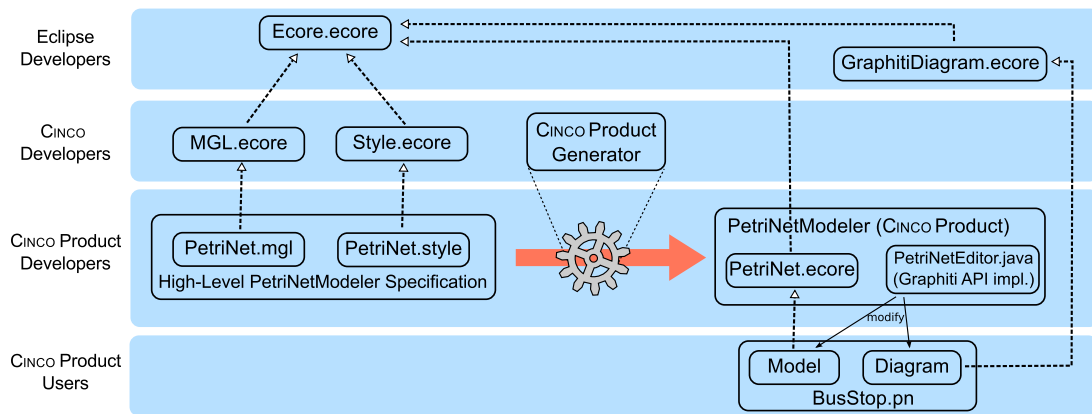 Eclipse
Developers
Ecore.ecore
GraphitiDiagram.ecore
CINCO
Developers
MGL.ecore
Style.ecore
CINCO Product
Generator
CINCO Product
Developers
PetriNet.mgl
PetriNet.style
High-Level PetriNetModeler Specification
PetriNetModeler (CINCO Product)
PetriNet.ecore
PetriNetEditor.java
(Graphiti API impl.)
modify
CINCO Product
Users
Model
Diagram
BusStop.pn